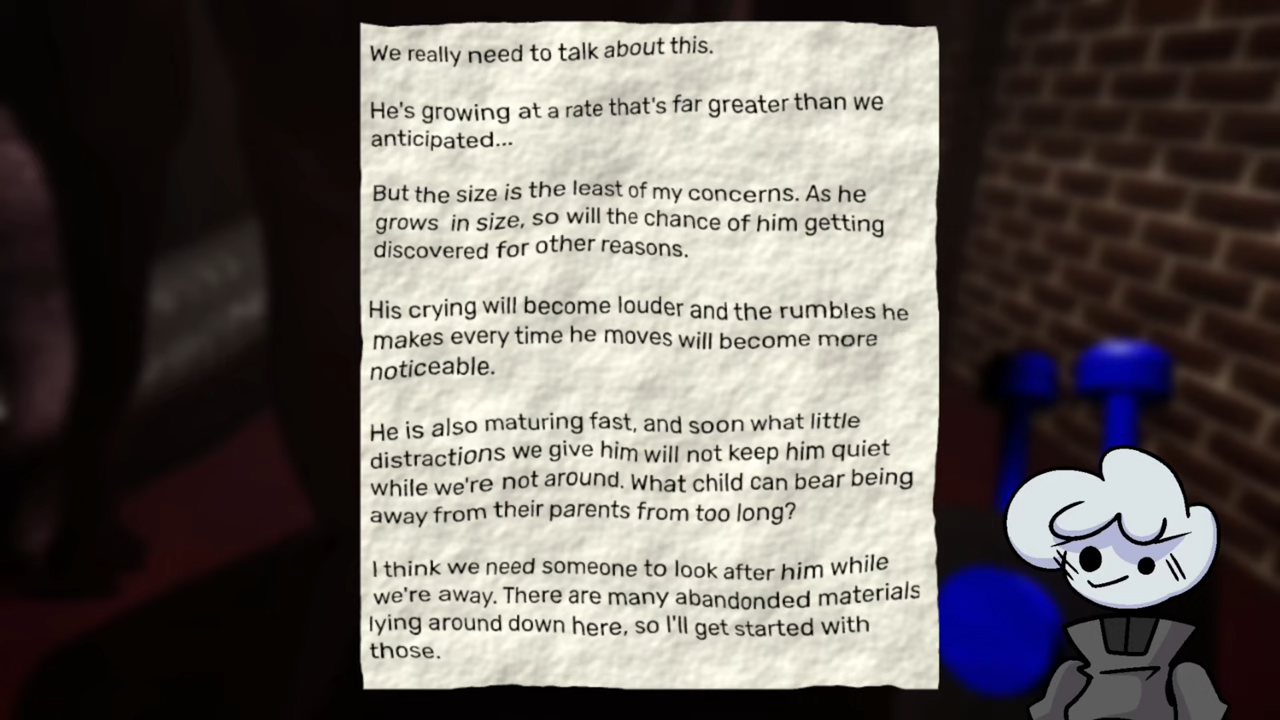 We really need to talk about this.
He's growing at a rate that's far greater than we
anticipated...
But the size is the least of my concerns. As he
grows in size, so will the chance of him getting
discovered for other reasons.
His crying will become louder and the rumbles he
makes every time he moves will become more
noticeable.
He is also maturing fast, and soon what little
distractions we give him will not keep him quiet
while we're not around. What child can bear being
away from their parents from too long?
I think we need someone to look after him while
we're away. There are many abandonded materials
lying around down here, so I'll get started with
those.